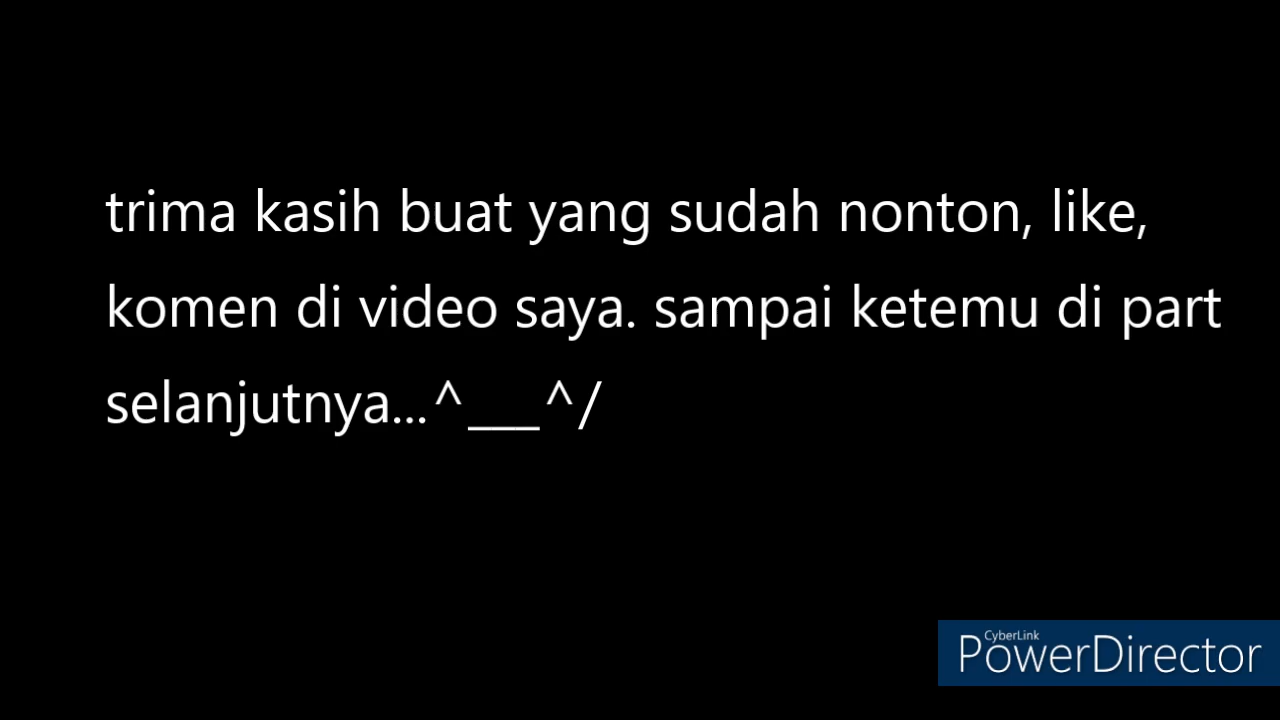 trima kasih buat yang sudah nonton, like,
komen di video saya. sampai ketemu di part
selanjutnya...^___^/
CyberLink
PowerDirector